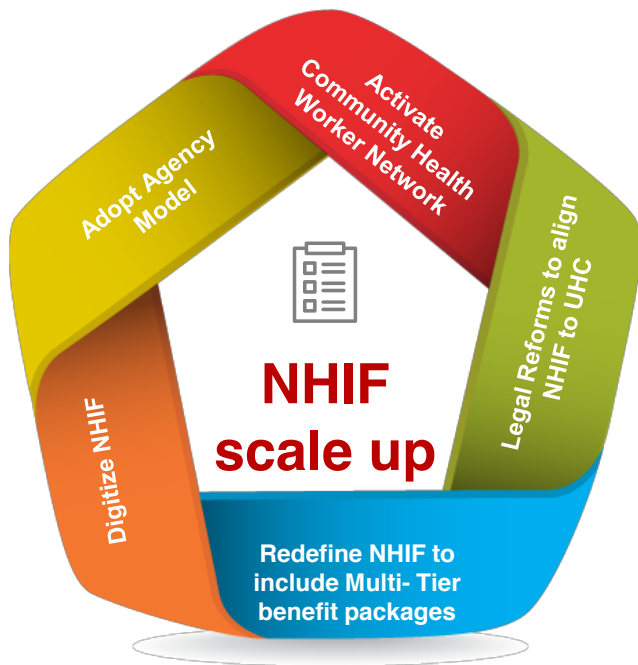 Activate
Community Health
Worker Network
Adopt Agency
Model
Legal Reforms to align
NHIF to UHC
NHIF
scale up
Digitize NHIF
Redefine NHIF to
include Multi- Tier
benefit packages